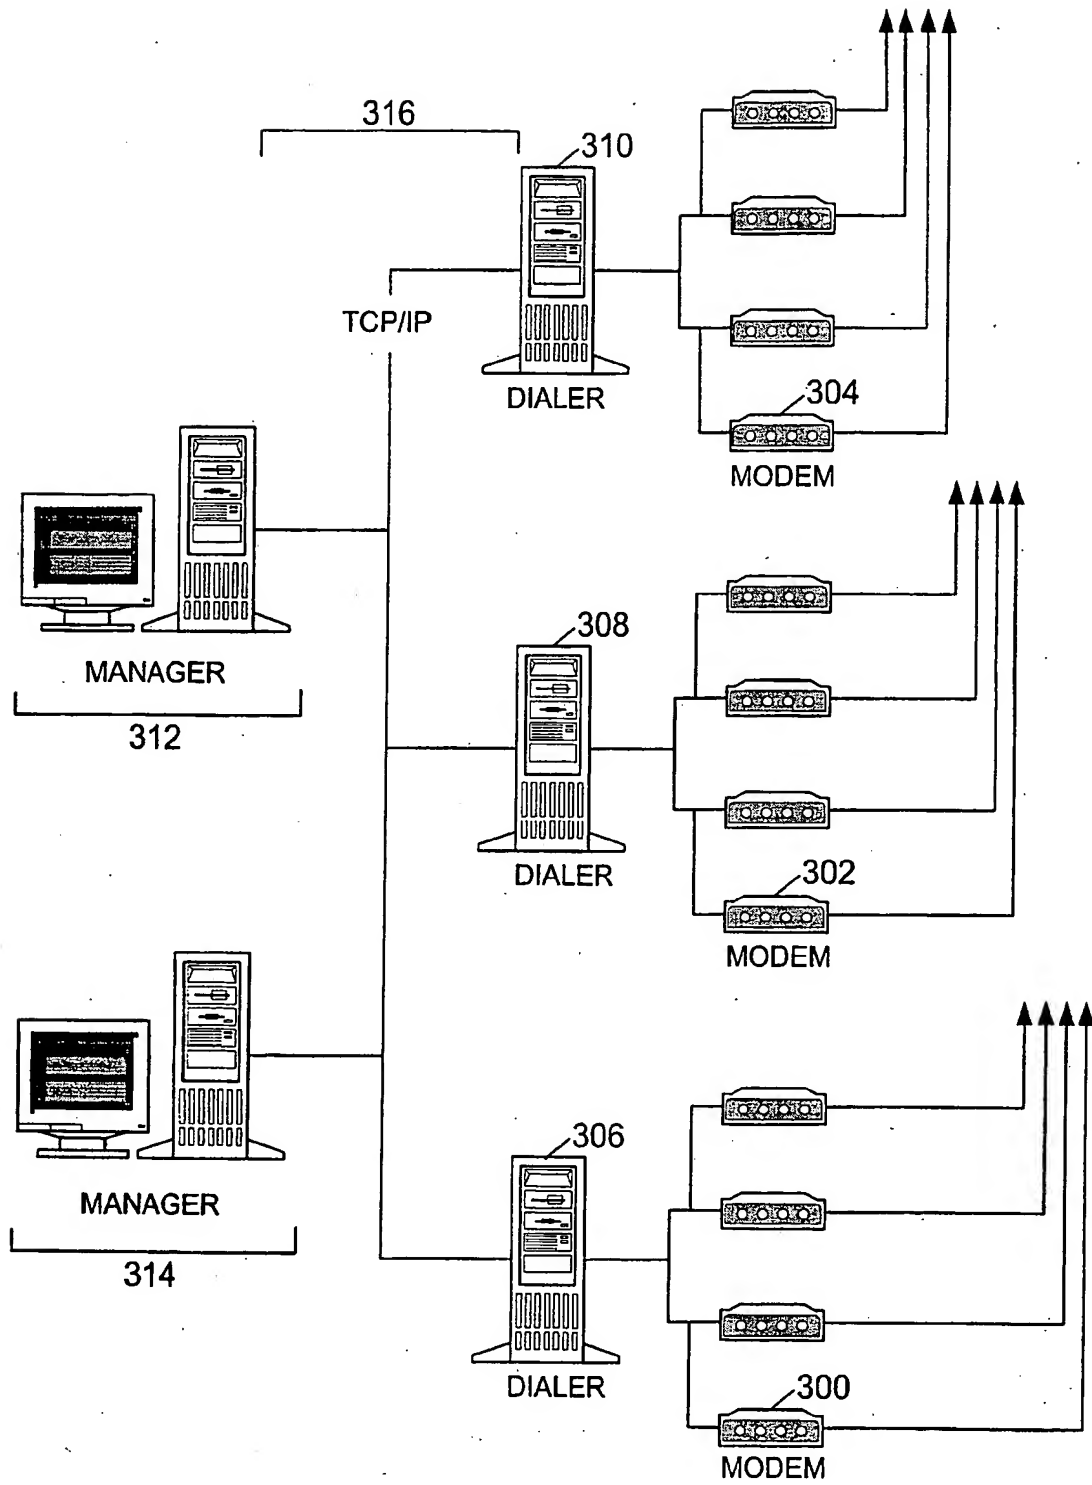 316
310
TCP/IP
DIALER
304
MODEM
308
MANAGER
312
DIALER
302
MODEM
306
MANAGER
314
DIALER
300
MODEM